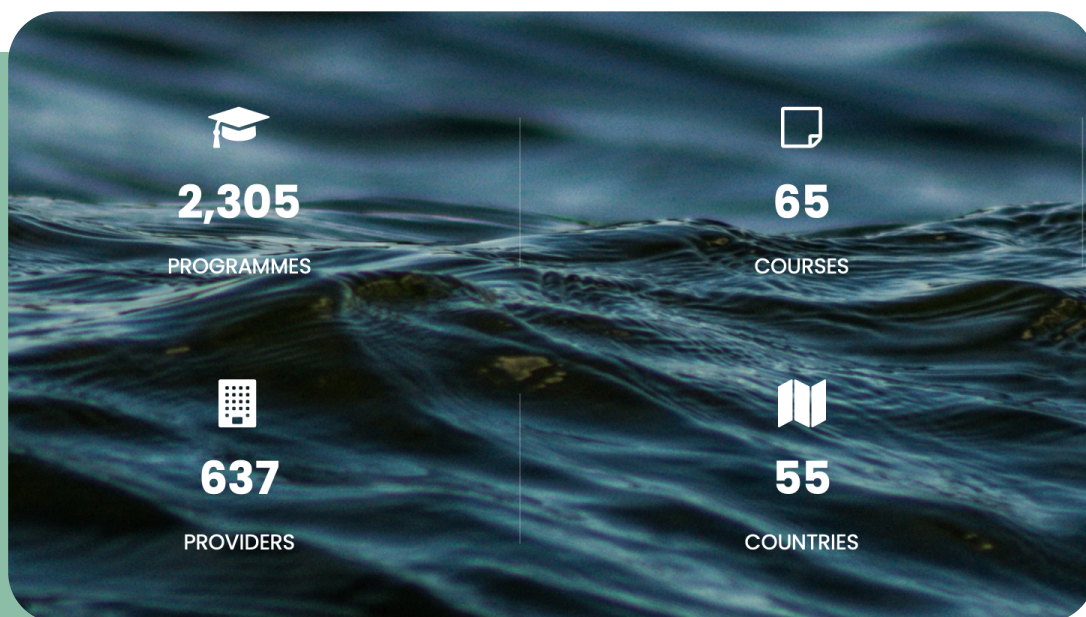 2,305
65
PROGRAMMES
COURSES
637
55
PROVIDERS
COUNTRIES